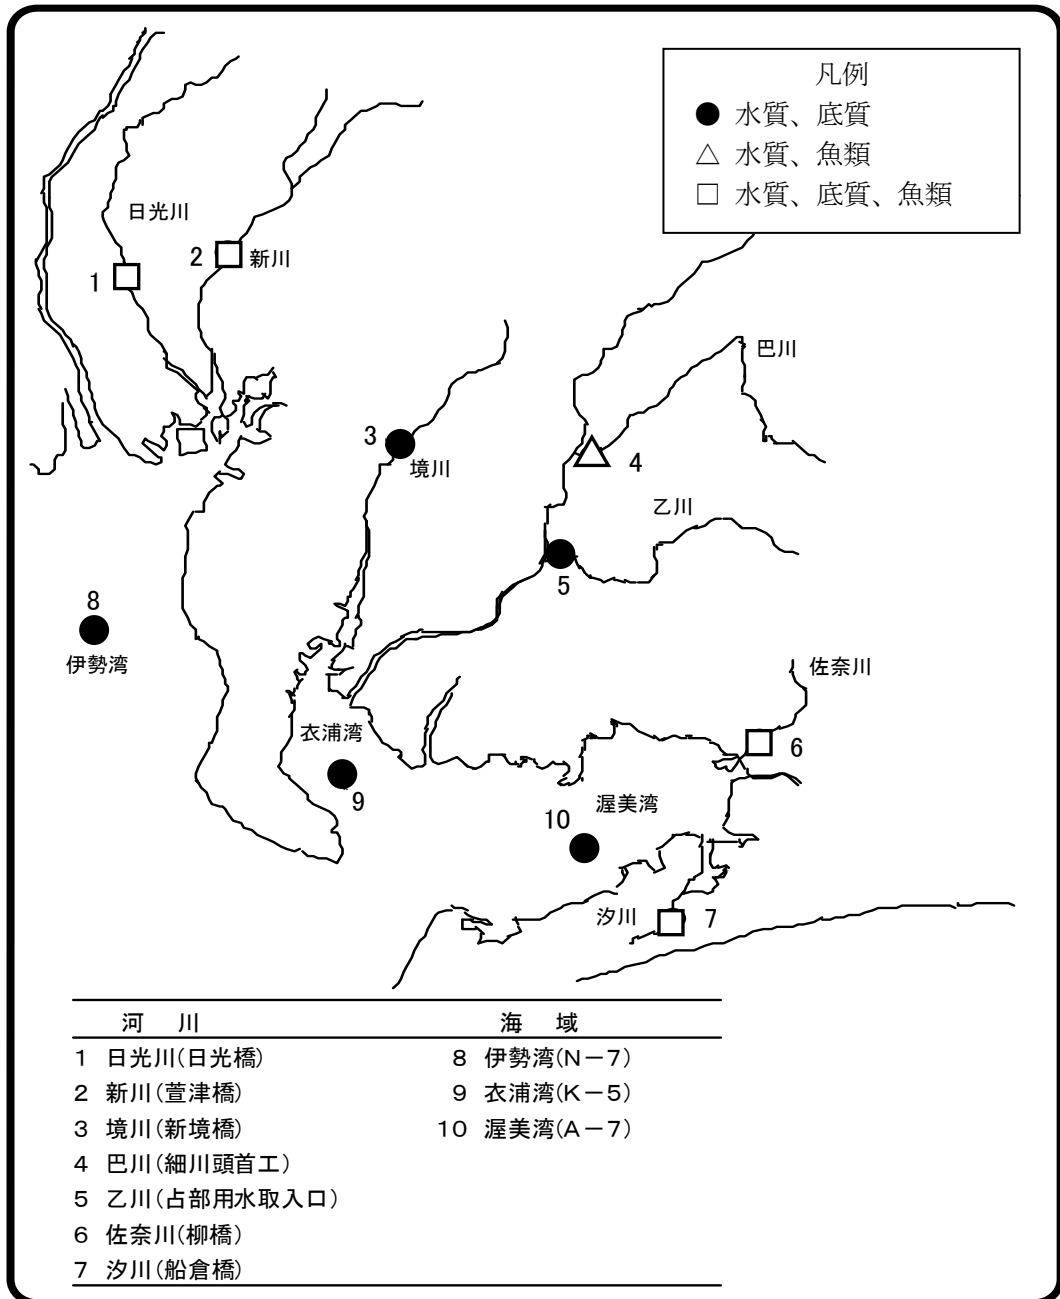 凡例
● 水質、底質
△ 水質、魚類
□ 水質、底質、魚類
日光川
1
2
新川
巴川
3
境川
4
乙川
5
8
伊勢湾
佐奈川
6
衣浦湾
9
渥美湾
10
汐川
7
河 川 海 域
1 日光川(日光橋) 8 伊勢湾(N-7)
2 新川(萱津橋) 9 衣浦湾(K-5)
3 境川(新境橋) 10 渥美湾(A-7)
4 巴川(細川頭首工)
5 乙川(占部用水取入口)
6 佐奈川(柳橋)
7 汐川(船倉橋)